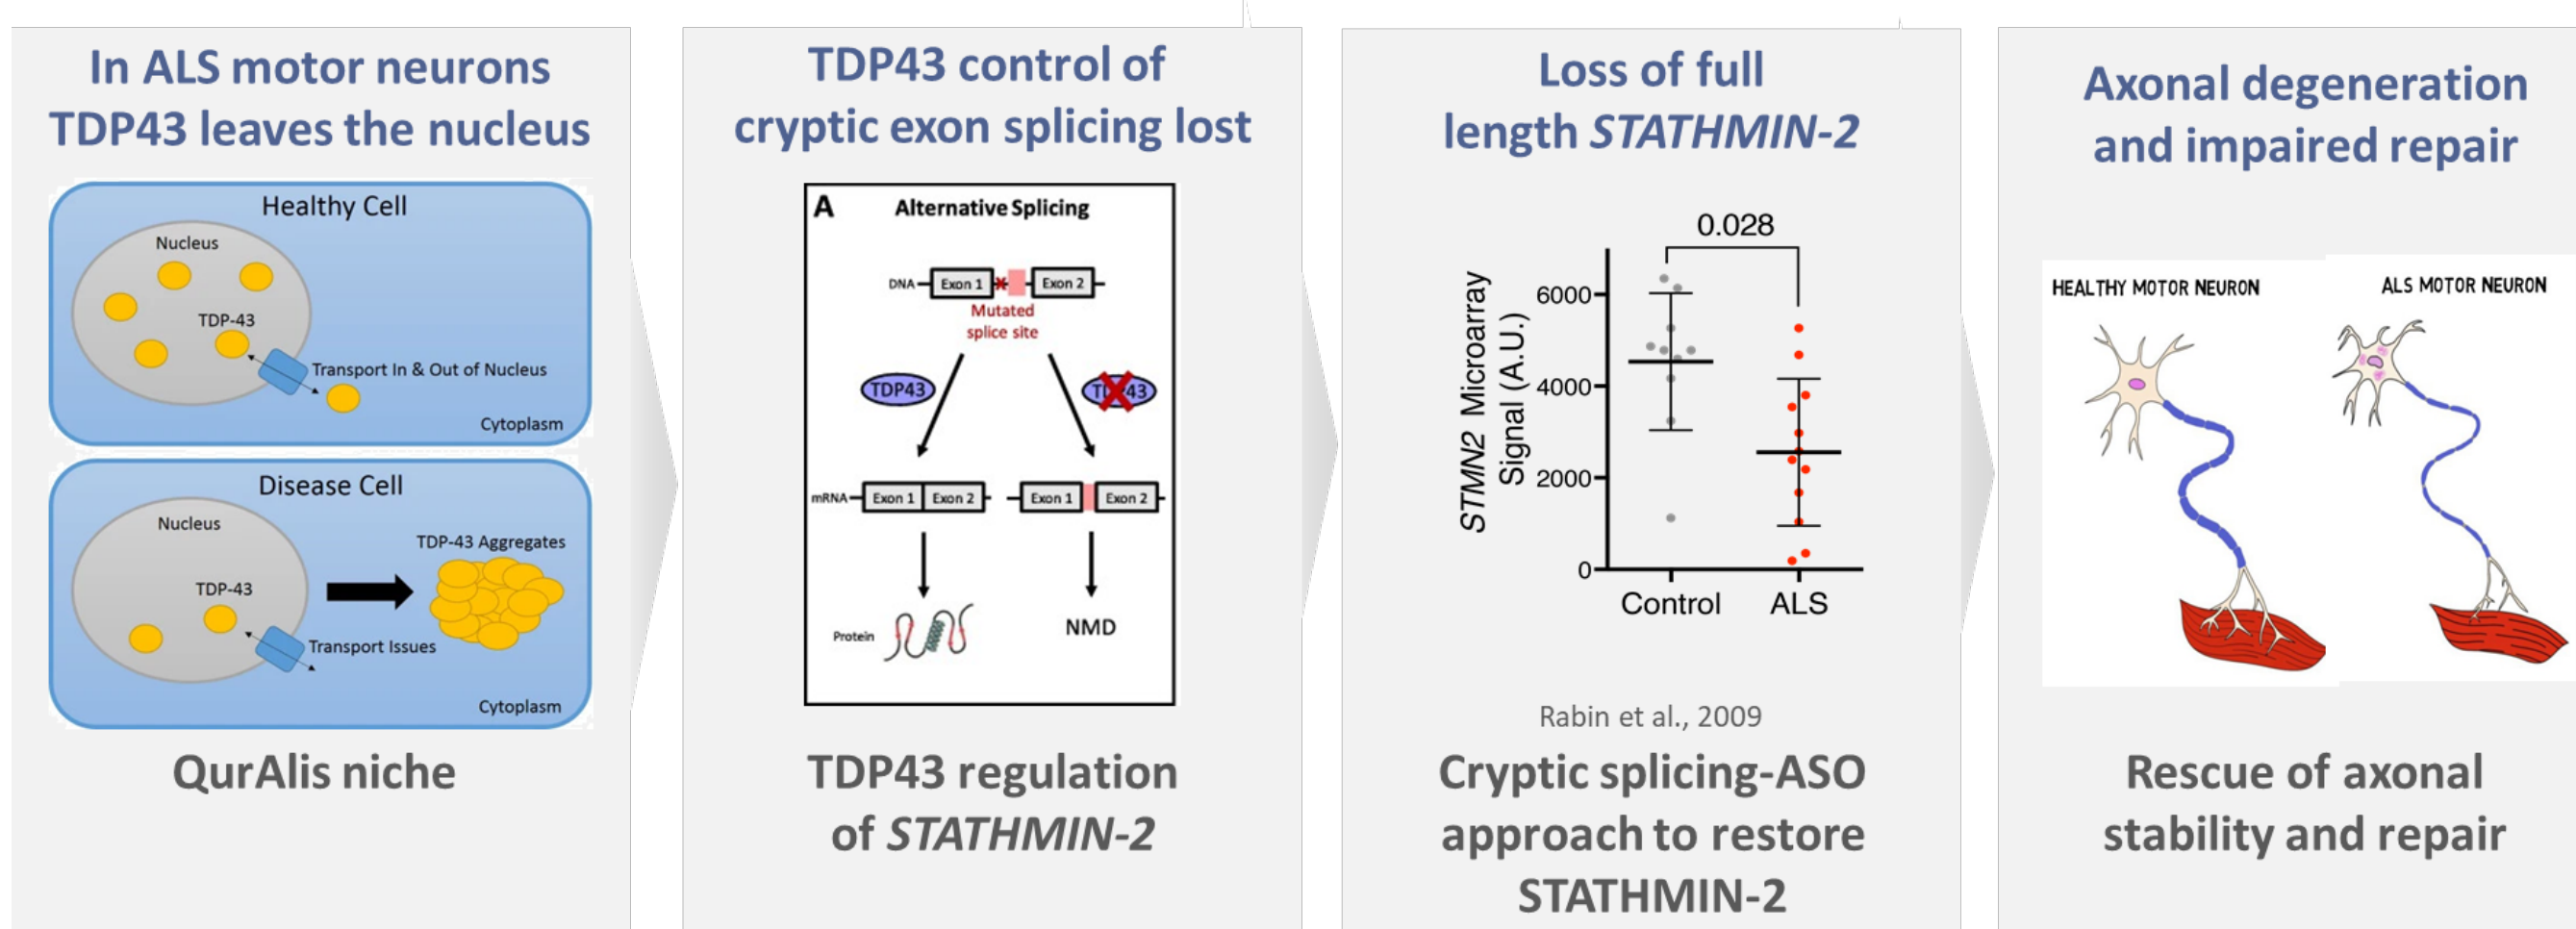 In ALS motor neurons
TDP43 leaves the nucleus
Healthy Cell
Nucleus
TDP-43
Transport In & Out of Nucleus
Cytoplasm
Disease Cell
Nucleus
TDP-43 Aggregates
TDP-43
Transport Issues
Cytoplasm
QurAlis niche
TDP43 control of
cryptic exon splicing lost
A
Alternative Splicing
DNA
Exon 1
Exon 2
Mutated
splice site
TDP43
TDP43
mRNA
Exon 1
Exon 2
Exon 1
Exon 2
Protein
NMD
TDP43 regulation
of STATHMIN-2
Loss of full
length STATHMIN-2
0.028
STMN2 Microarray
Signal (A.U.)
6000
4000
2000
0
Control
ALS
Rabin et al., 2009
Cryptic splicing-ASO
approach to restore
STATHMIN-2
Axonal degeneration
and impaired repair
HEALTHY MOTOR NEURON
ALS MOTOR NEURON
Rescue of axonal
stability and repair